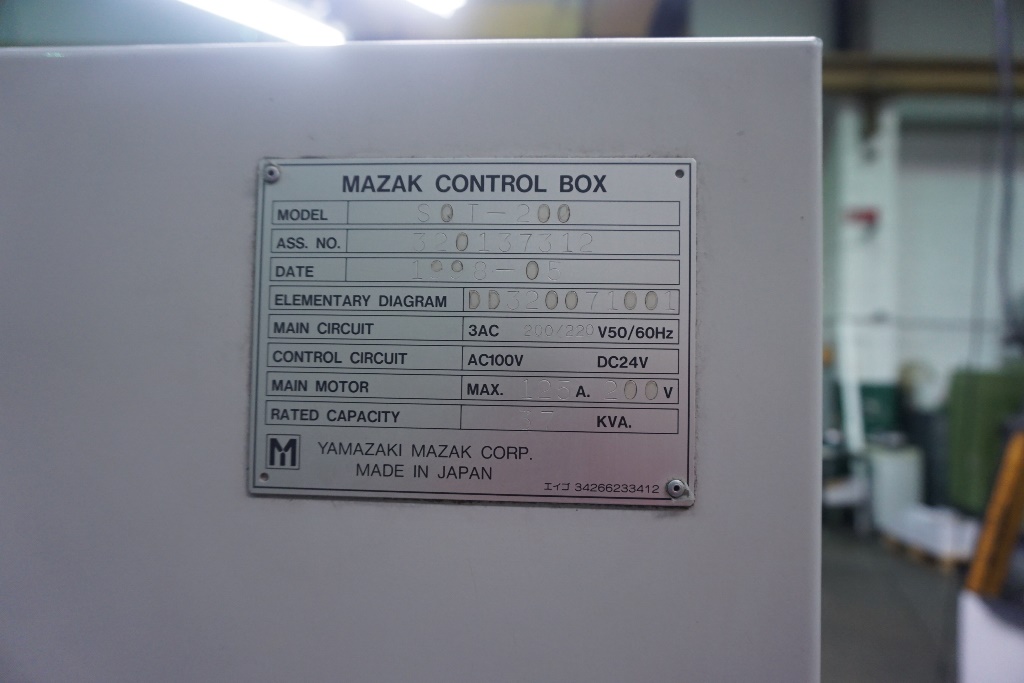 MAZAK CONTROL BOX
MODEL SQT-200
ASS. NO. 320137312
DATE
ELEMENTARY DIAGRAM DD320071001
MAIN CIRCUIT 3AC 200/220 V50/60Hz
CONTROL CIRCUIT AC100V DC24V
MAIN MOTOR MAX. A. 200 V
RATED CAPACITY KVA.
M YAMAZAKI MAZAK CORP.
MADE IN JAPAN
エイゴ 34266233412